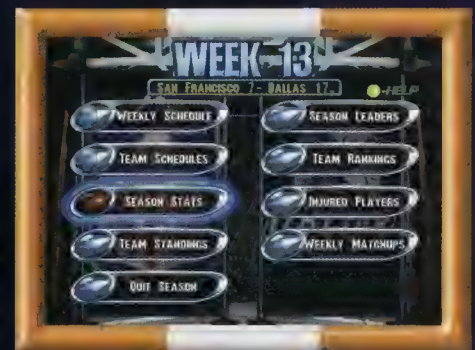 WEEK 13
SAN FRANCISCO 7- DALLAS 17
-HELP
WEEKLY SCHEDULE
SEASON LEADERS
TEAM SCHEDULES
TEAM RANKINGS
SEASON STATS
INJURED PLAYERS
TEAM STANDINGS
WEEKLY MATCHUPS
QUIT SEASON